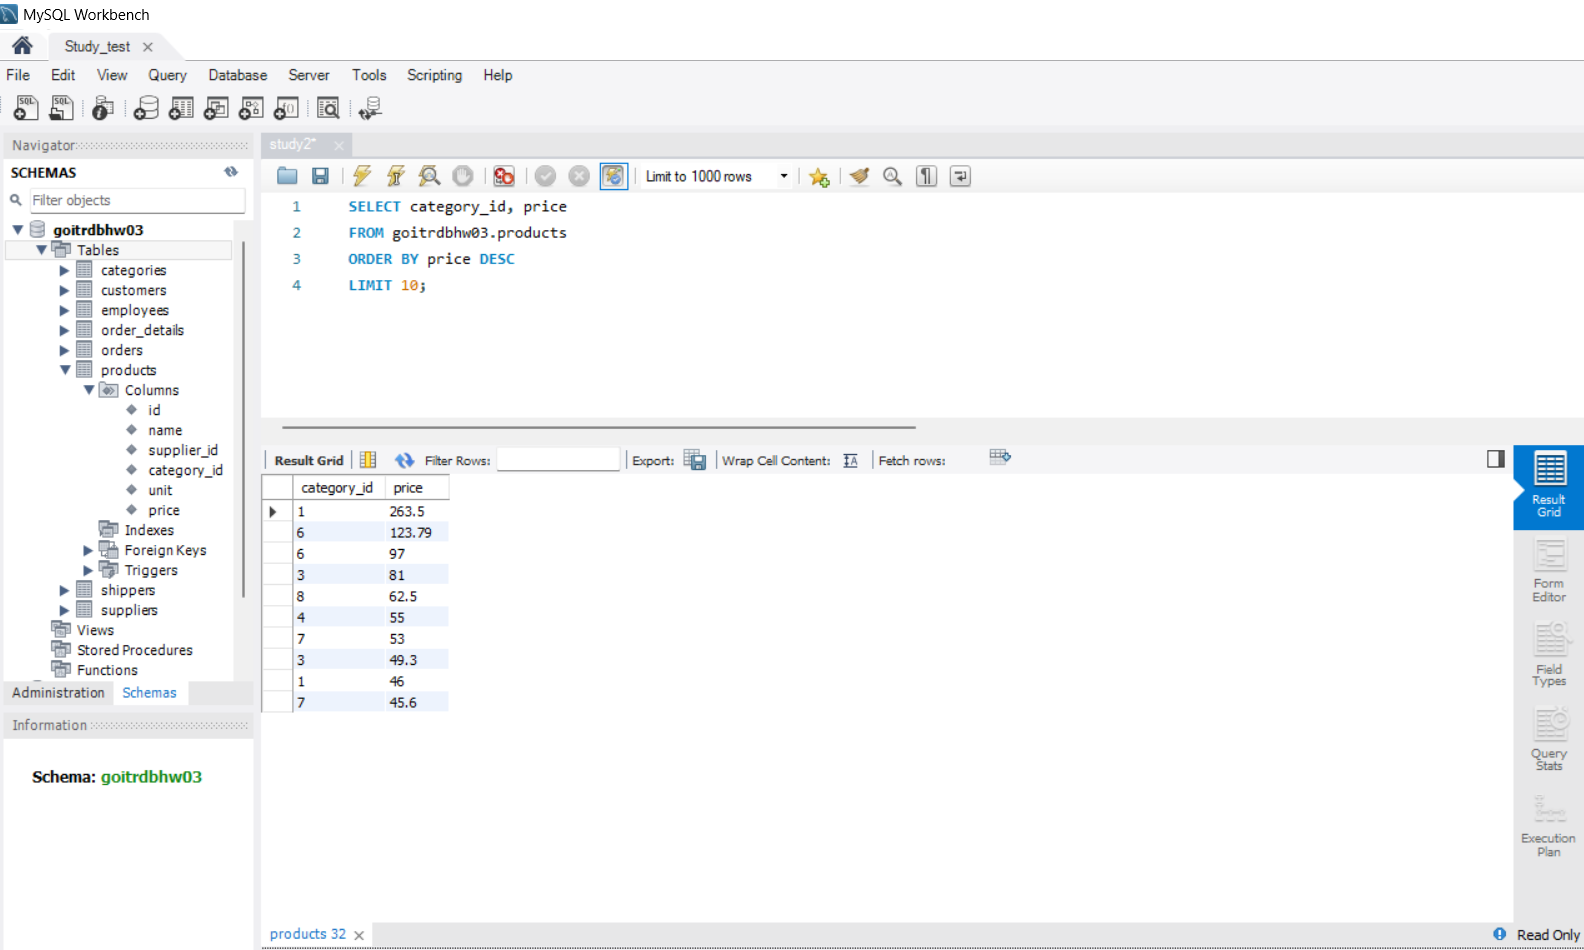 MySQL Workbench
Study_test
File Edit View Query Database Server Tools Scripting Help
SQL SQL
Navigator
SCHEMAS
Filter objects
goitrdbhw03
Tables
categories
customers
employees
order_details
orders
products
Columns
id
name
supplier_id
category_id
unit
price
Indexes
Foreign Keys
Triggers
shippers
suppliers
Views
Stored Procedures
Functions
Administration Schemas
Information
Schema: goitrdbhw03
study2*
Limit to 1000 rows
1 SELECT category_id, price
2 FROM goitrdbhw03.products
3 ORDER BY price DESC
4 LIMIT 10;
Result Grid Filter Rows: Export: Wrap Cell Content: Fetch rows:
category_id price
1 263.5
6 123.79
6 97
3 81
8 62.5
4 55
7 53
3 49.3
1 46
7 45.6
Result
Grid
Form
Editor
Field
Types
Query
Stats
Execution
Plan
products 32
Read Only